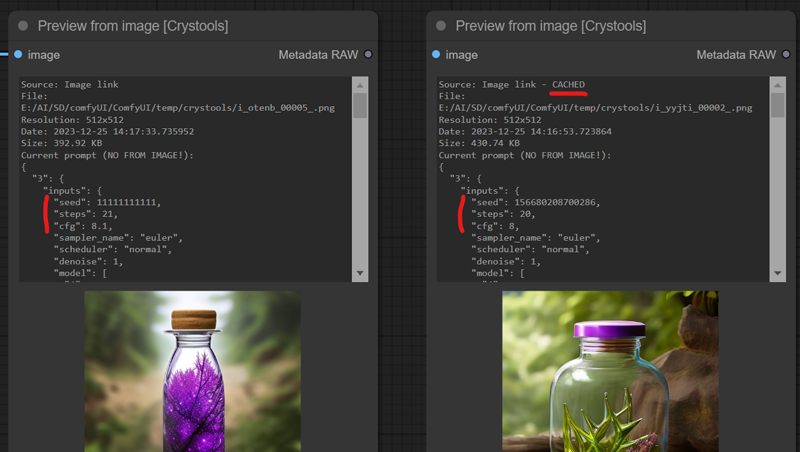 Preview from image [Crystools]
image
Metadata RAW
Source: Image link
File:
E:/AI/SD/comfyUI/ComfyUI/temp/crystools/i_otenb_00005_.png
Resolution: 512x512
Date: 2023-12-25 14:17:33.735952
Size: 392.92 KB
Current prompt (NO FROM IMAGE!):
{
"3": {
"inputs": {
"seed": 11111111111,
"steps": 21,
"cfg": 8.1,
"sampler_name": "euler",
"scheduler": "normal",
"denoise": 1,
"model": [
Preview from image [Crystools]
image
Metadata RAW
Source: Image link - CACHED
File:
E:/AI/SD/comfyUI/ComfyUI/temp/crystools/i_yyjti_00002_.png
Resolution: 512x512
Date: 2023-12-25 14:16:53.723864
Size: 430.74 KB
Current prompt (NO FROM IMAGE!):
{
"3": {
"inputs": {
"seed": 156680208700286,
"steps": 20,
"cfg": 8,
"sampler_name": "euler",
"scheduler": "normal",
"denoise": 1,
"model": [